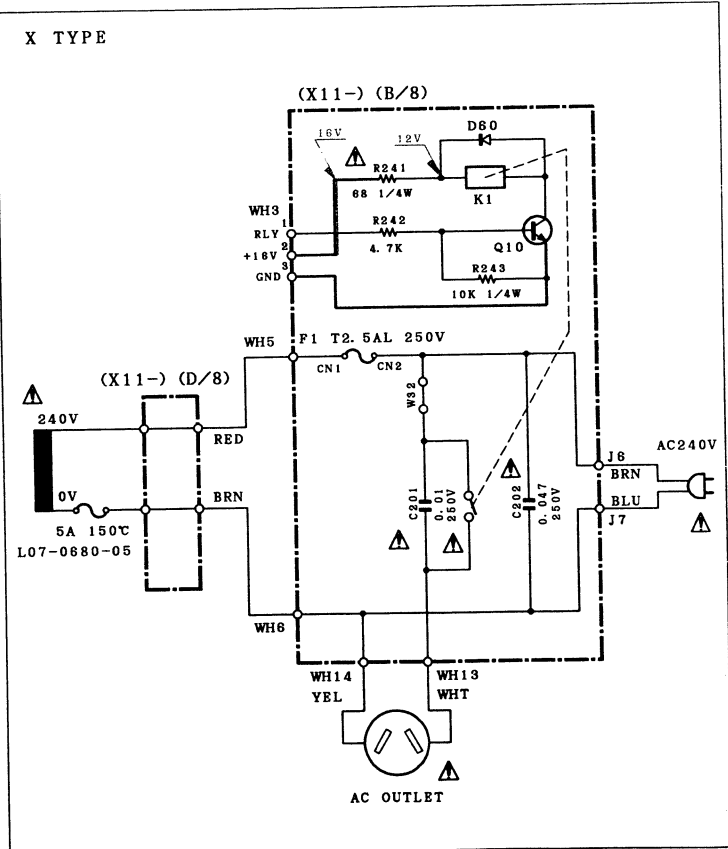 X TYPE
(X11-) (B/8)
D60
16V
12V
R241
68 1/4W
K1
WH3
1
RLY
R242
4.7K
2
+16V
Q10
3
GND
R243
10K 1/4W
WH5
F1 T2.5AL 250V
CN1
CN2
(X11-) (D/8)
W32
240V
RED
AC240V
J6
BRN
C201
0.01
250V
C202
0.047
250V
0V
BRN
BLU
J7
5A 150℃
L07-0680-05
WH6
WH14
YEL
WH13
WHT
AC OUTLET